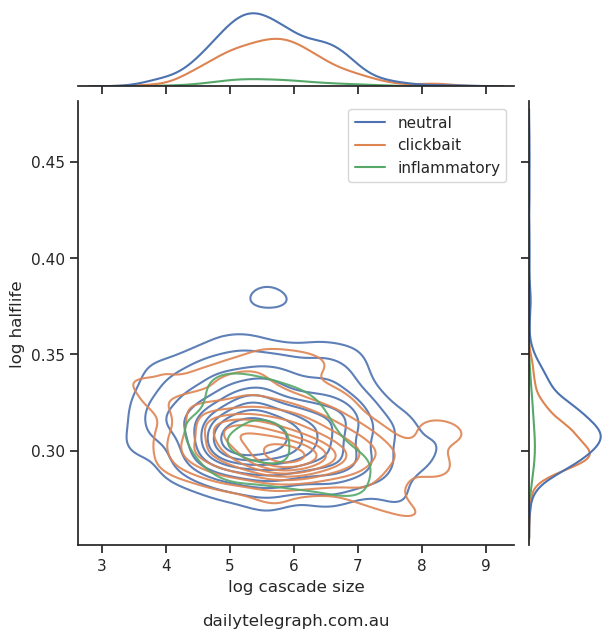 neutral
clickbait
inflammatory
0.45
0.40
0.35
0.30
log halflife
3 4 5 6 7 8 9
log cascade size
dailytelegraph.com.au